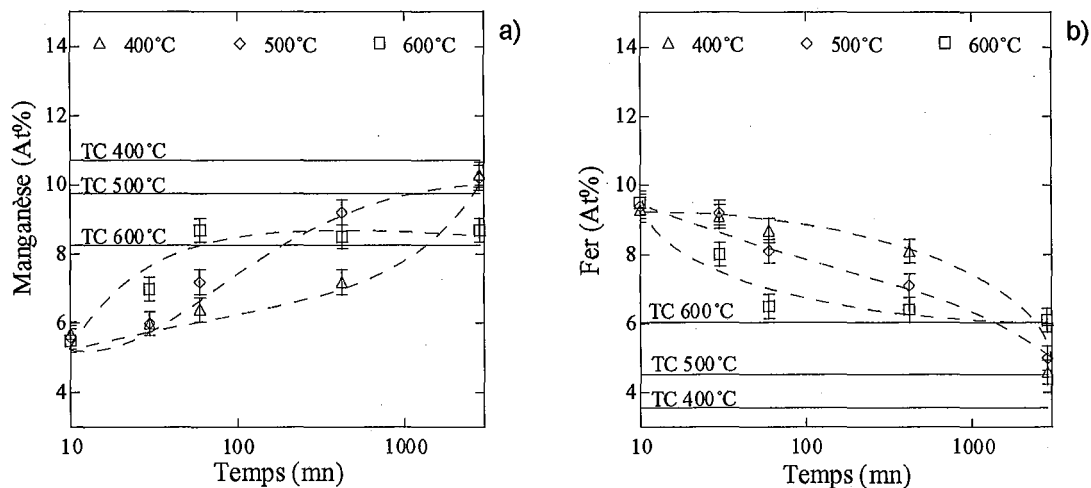 a)
14
400°C 500°C 600°C
12
TC 400°C
10
TC 500°C
TC 600°C
8
6
4
10 100 1000
Temps (mn)
Manganèse (At%)
b)
14
400°C 500°C 600°C
12
10
8
TC 600°C
6
TC 500°C
4
TC 400°C
10 100 1000
Temps (mn)
Fer (At%)